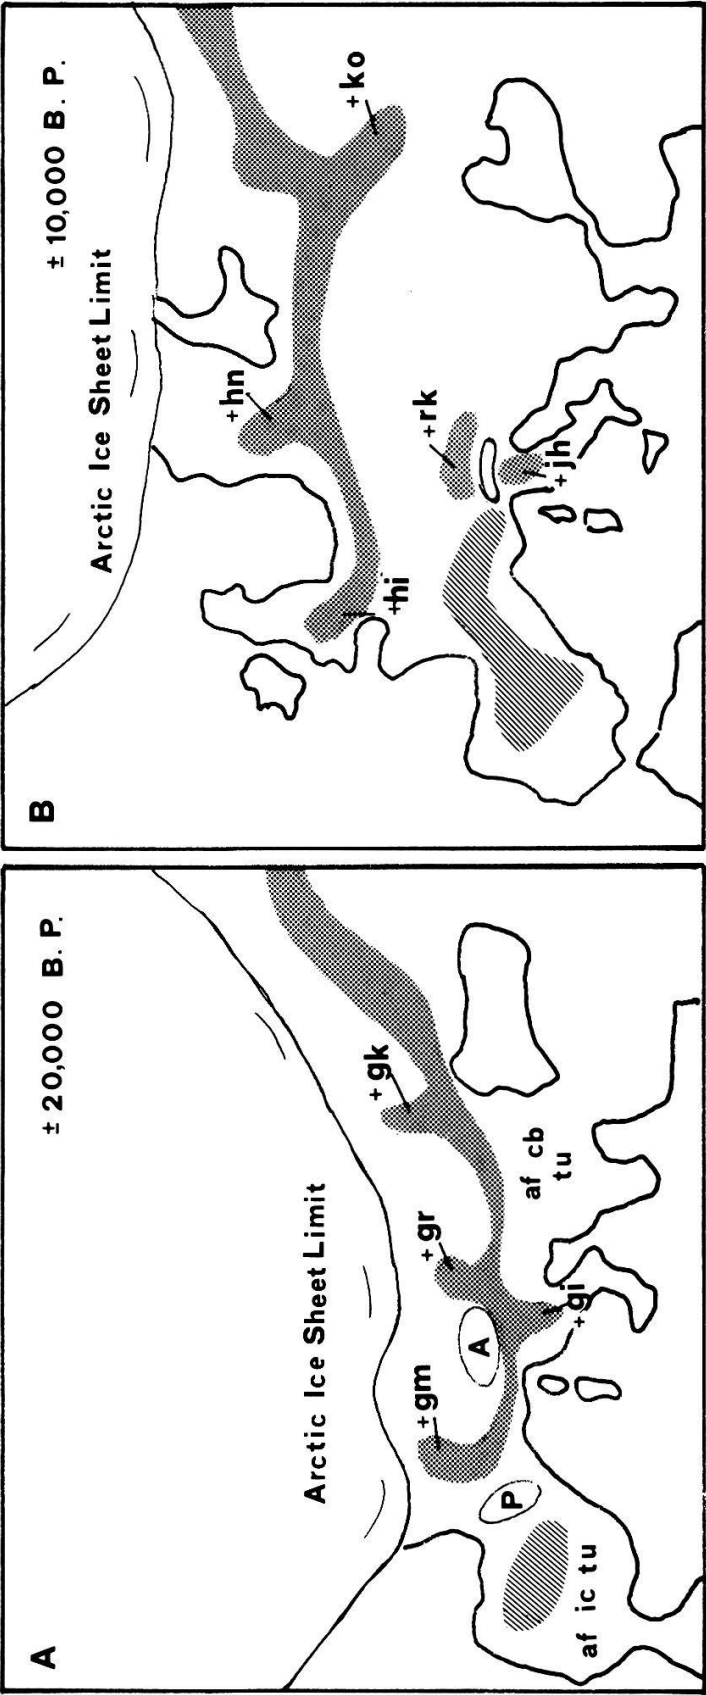 A
± 20,000 B. P.
Arctic Ice Sheet Limit
+ gk
+ gr
+ gm
A
+ gi
P
af cb
tu
af ic tu
B
± 10,000 B. P.
Arctic Ice Sheet Limit
+ko
+hn
+rk
+jh
+hi